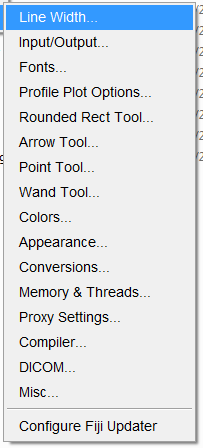 Line Width...
Input/Output...
Fonts...
Profile Plot Options...
Rounded Rect Tool...
Arrow Tool...
Point Tool...
Wand Tool...
Colors...
Appearance...
Conversions...
Memory & Threads...
Proxy Settings...
Compiler...
DICOM...
Misc...
Configure Fiji Updater